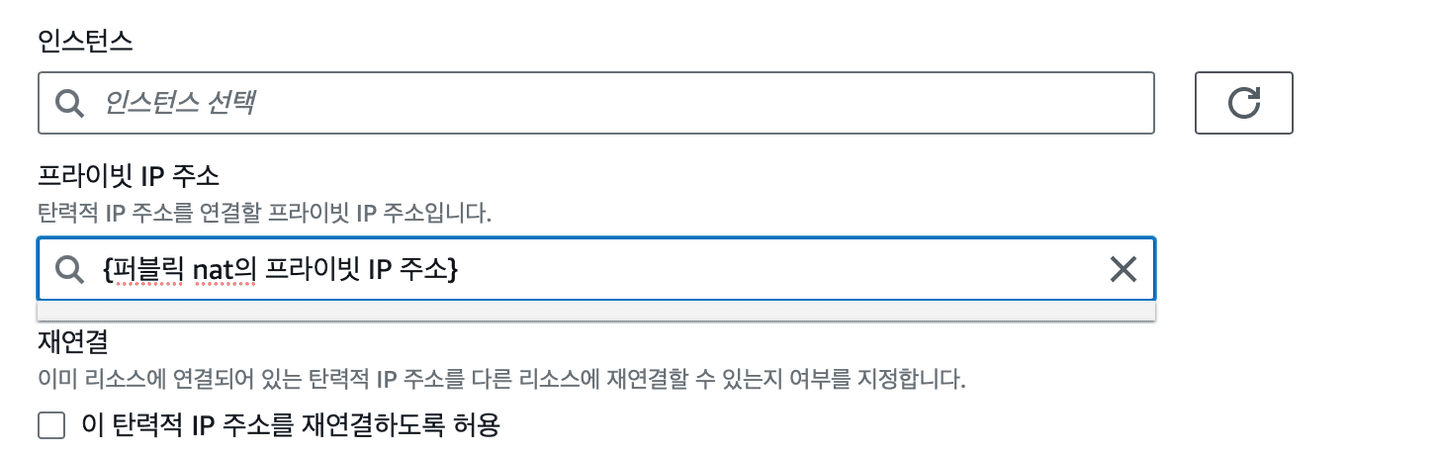 인스턴스
인스턴스 선택
프라이빗 IP 주소
탄력적 IP 주소를 연결할 프라이빗 IP 주소입니다.
{퍼블릭 nat의 프라이빗 IP 주소}
재연결
이미 리소스에 연결되어 있는 탄력적 IP 주소를 다른 리소스에 재연결할 수 있는지 여부를 지정합니다.
이 탄력적 IP 주소를 재연결하도록 허용